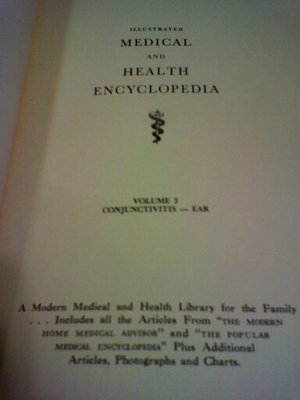 ILLUSTRATED
MEDICAL
AND
HEALTH
ENCYCLOPEDIA
VOLUME 3
CONJUNCTIVITIS — EAR
A Modern Medical and Health Library for the Family
. . . Includes all the Articles From "THE MODERN
HOME MEDICAL ADVISOR" and "THE POPULAR
MEDICAL ENCYCLOPEDIA" Plus Additional
Articles, Photographs and Charts.